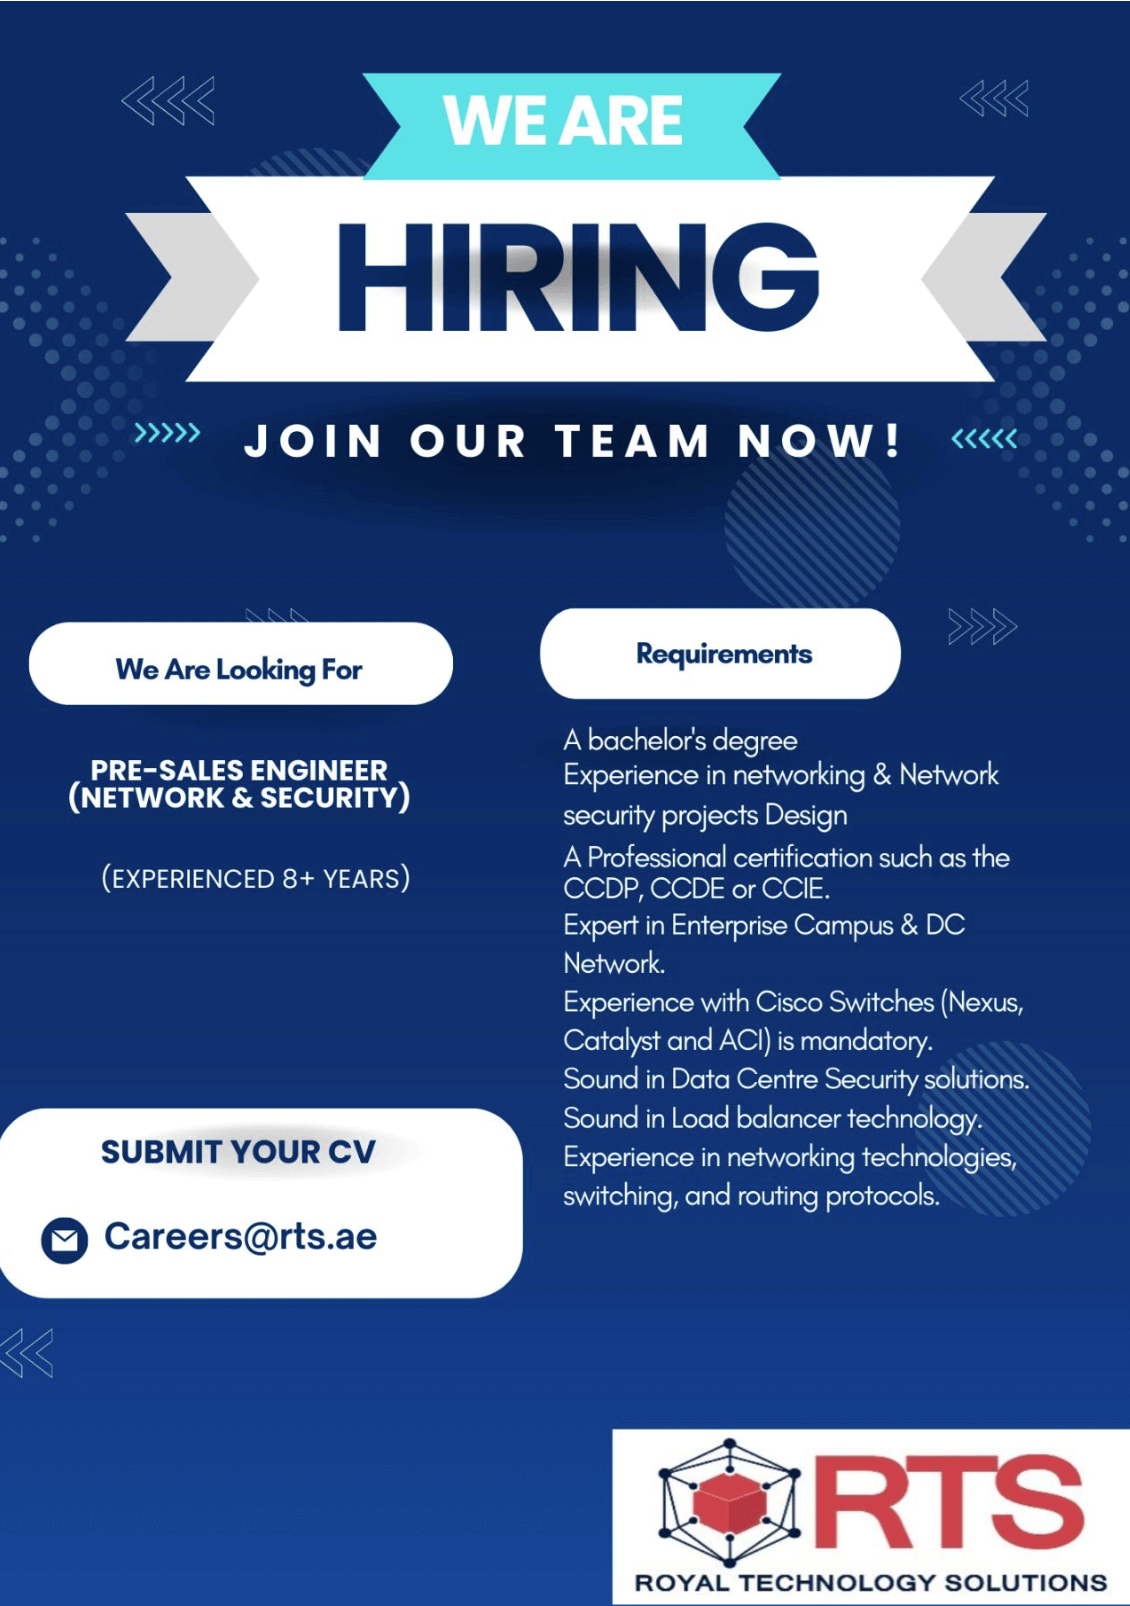 WE ARE
HIRING
JOIN OUR TEAM NOW!
We Are Looking For
PRE-SALES ENGINEER
(NETWORK & SECURITY)
(EXPERIENCED 8+ YEARS)
Requirements
A bachelor's degree
Experience in networking & Network
security projects Design
A Professional certification such as the
CCDP, CCDE or CCIE.
Expert in Enterprise Campus & DC
Network.
Experience with Cisco Switches (Nexus,
Catalyst and ACI) is mandatory.
Sound in Data Centre Security solutions.
Sound in Load balancer technology.
Experience in networking technologies,
switching, and routing protocols.
SUBMIT YOUR CV
Careers@rts.ae
RTS
ROYAL TECHNOLOGY SOLUTIONS